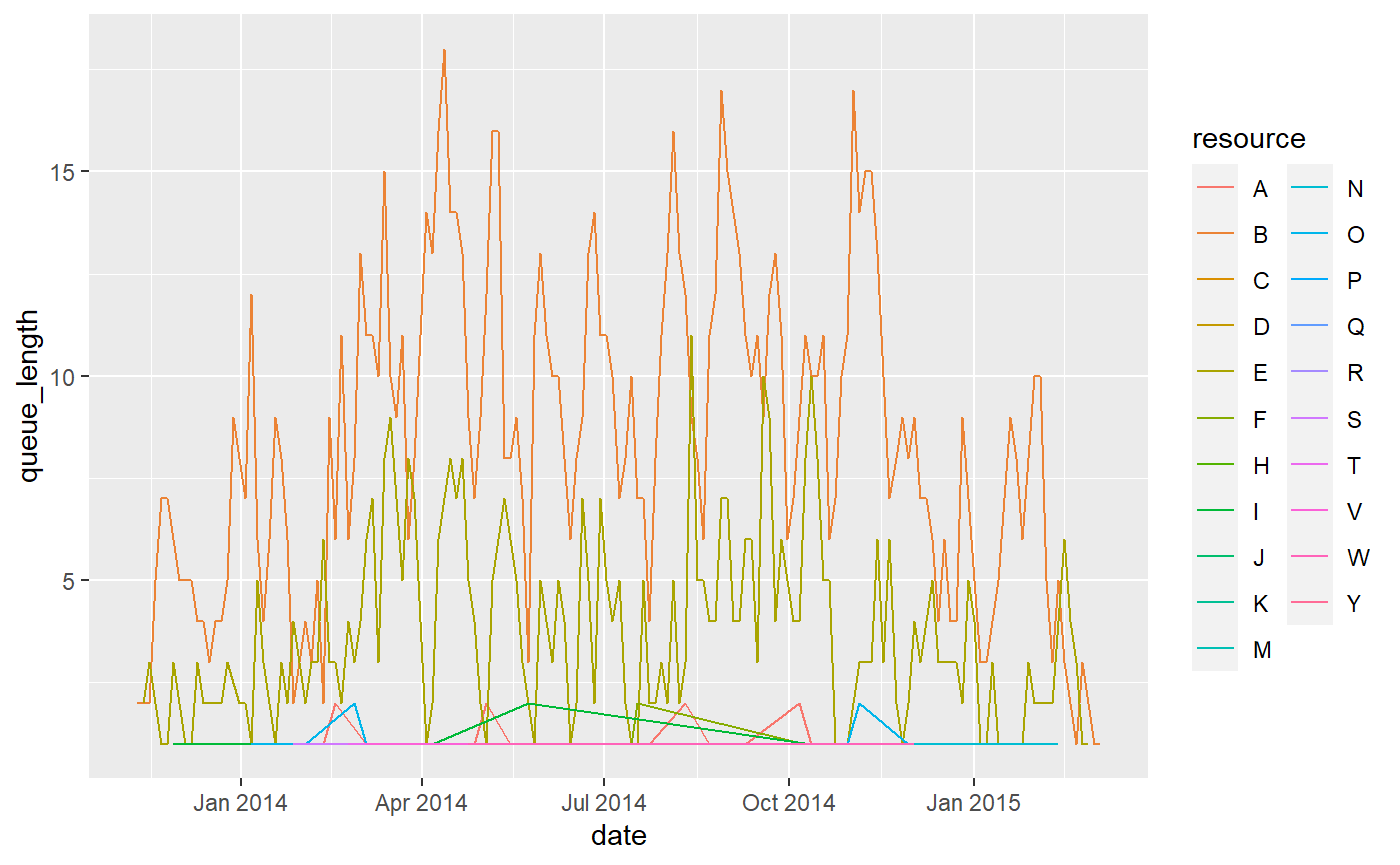 queue_length
15
10
5
Jan 2014 Apr 2014 Jul 2014 Oct 2014 Jan 2015
date
resource
A N
B O
C P
D Q
E R
F S
H T
I V
J W
K Y
M